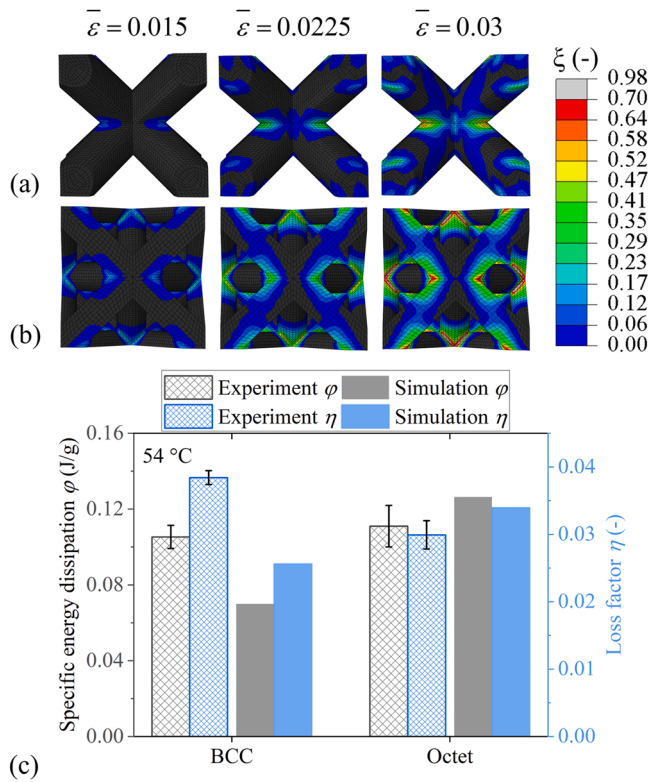 ε̅ = 0.015 ε̅ = 0.0225 ε̅ = 0.03
ξ (-)
0.98
0.70
0.64
0.58
0.52
0.47
0.41
0.35
0.29
0.23
0.17
0.12
0.06
0.00
(a)
(b)
Experiment φ Simulation φ
Experiment η Simulation η
54 °C
Specific energy dissipation φ (J/g)
0.16
0.12
0.08
0.04
0.00
0.04
0.03
0.02
0.01
0.00
Loss factor η (-)
BCC Octet
(c)